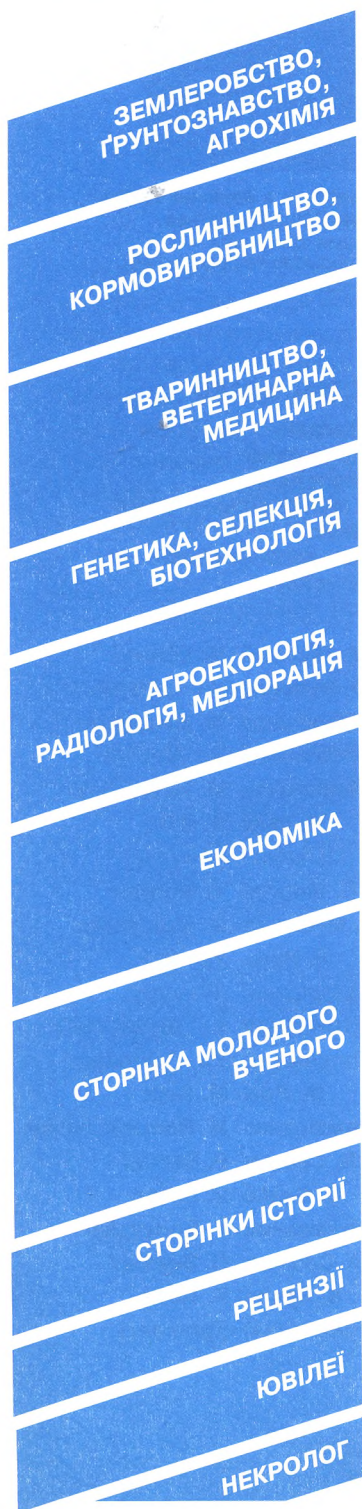 ЗЕМЛЕРОБСТВО,
ҐРУНТОЗНАВСТВО,
АГРОХІМІЯ
РОСЛИННИЦТВО,
КОРМОВИРОБНИЦТВО
ТВАРИННИЦТВО,
ВЕТЕРИНАРНА
МЕДИЦИНА
ГЕНЕТИКА, СЕЛЕКЦІЯ,
БІОТЕХНОЛОГІЯ
АГРОЕКОЛОГІЯ,
РАДІОЛОГІЯ, МЕЛІОРАЦІЯ
ЕКОНОМІКА
СТОРІНКА МОЛОДОГО
ВЧЕНОГО
СТОРІНКИ ІСТОРІЇ
РЕЦЕНЗІЇ
ЮВІЛЕЇ
НЕКРОЛОГ